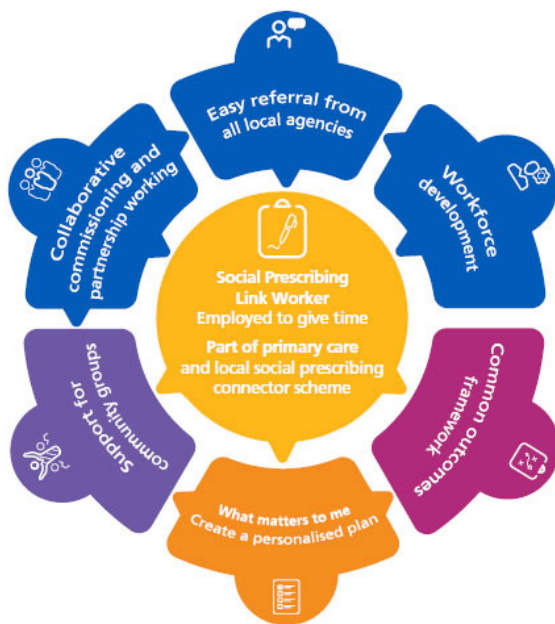 Easy referral from
all local agencies
Workforce
development
Common outcomes
framework
What matters to me
Create a personalised plan
Support for
community groups
Collaborative
commissioning and
partnership working
Social Prescribing
Link Worker
Employed to give time
Part of primary care
and local social prescribing
connector scheme